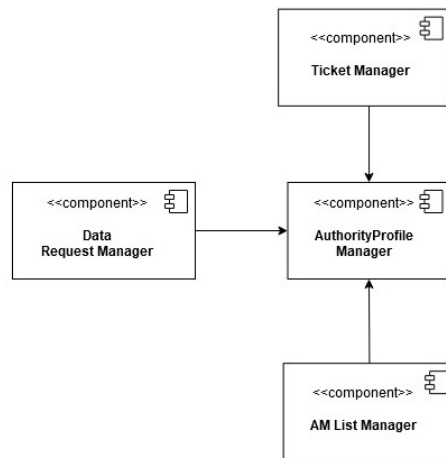 <<component>>
Ticket Manager
<<component>>
Data
Request Manager
<<component>>
AuthorityProfile
Manager
<<component>>
AM List Manager